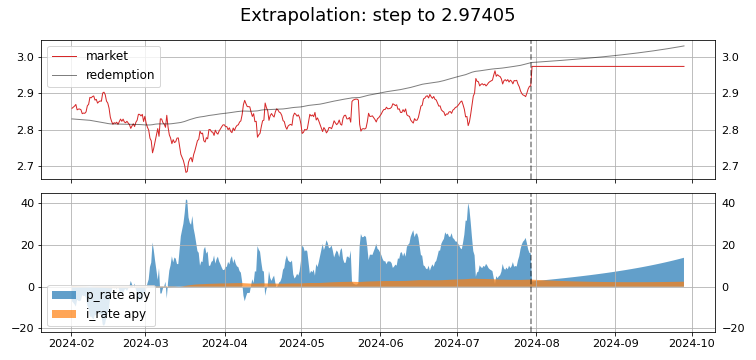 Extrapolation: step to 2.97405
market
redemption
3.0 3.0
2.9 2.9
2.8 2.8
2.7 2.7
40 40
20 20
0 0
p_rate apy
i_rate apy
−20 −20
2024-02 2024-03 2024-04 2024-05 2024-06 2024-07 2024-08 2024-09 2024-10